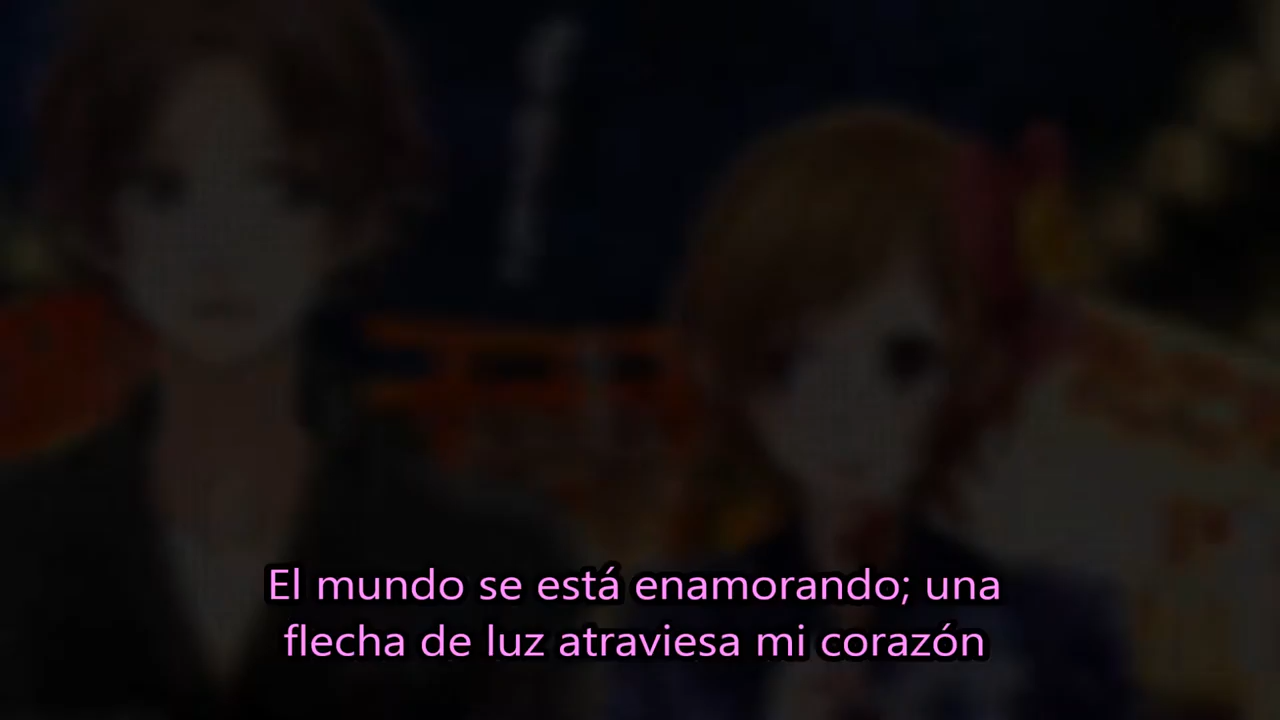 El mundo se está enamorando; una
flecha de luz atraviesa mi corazón